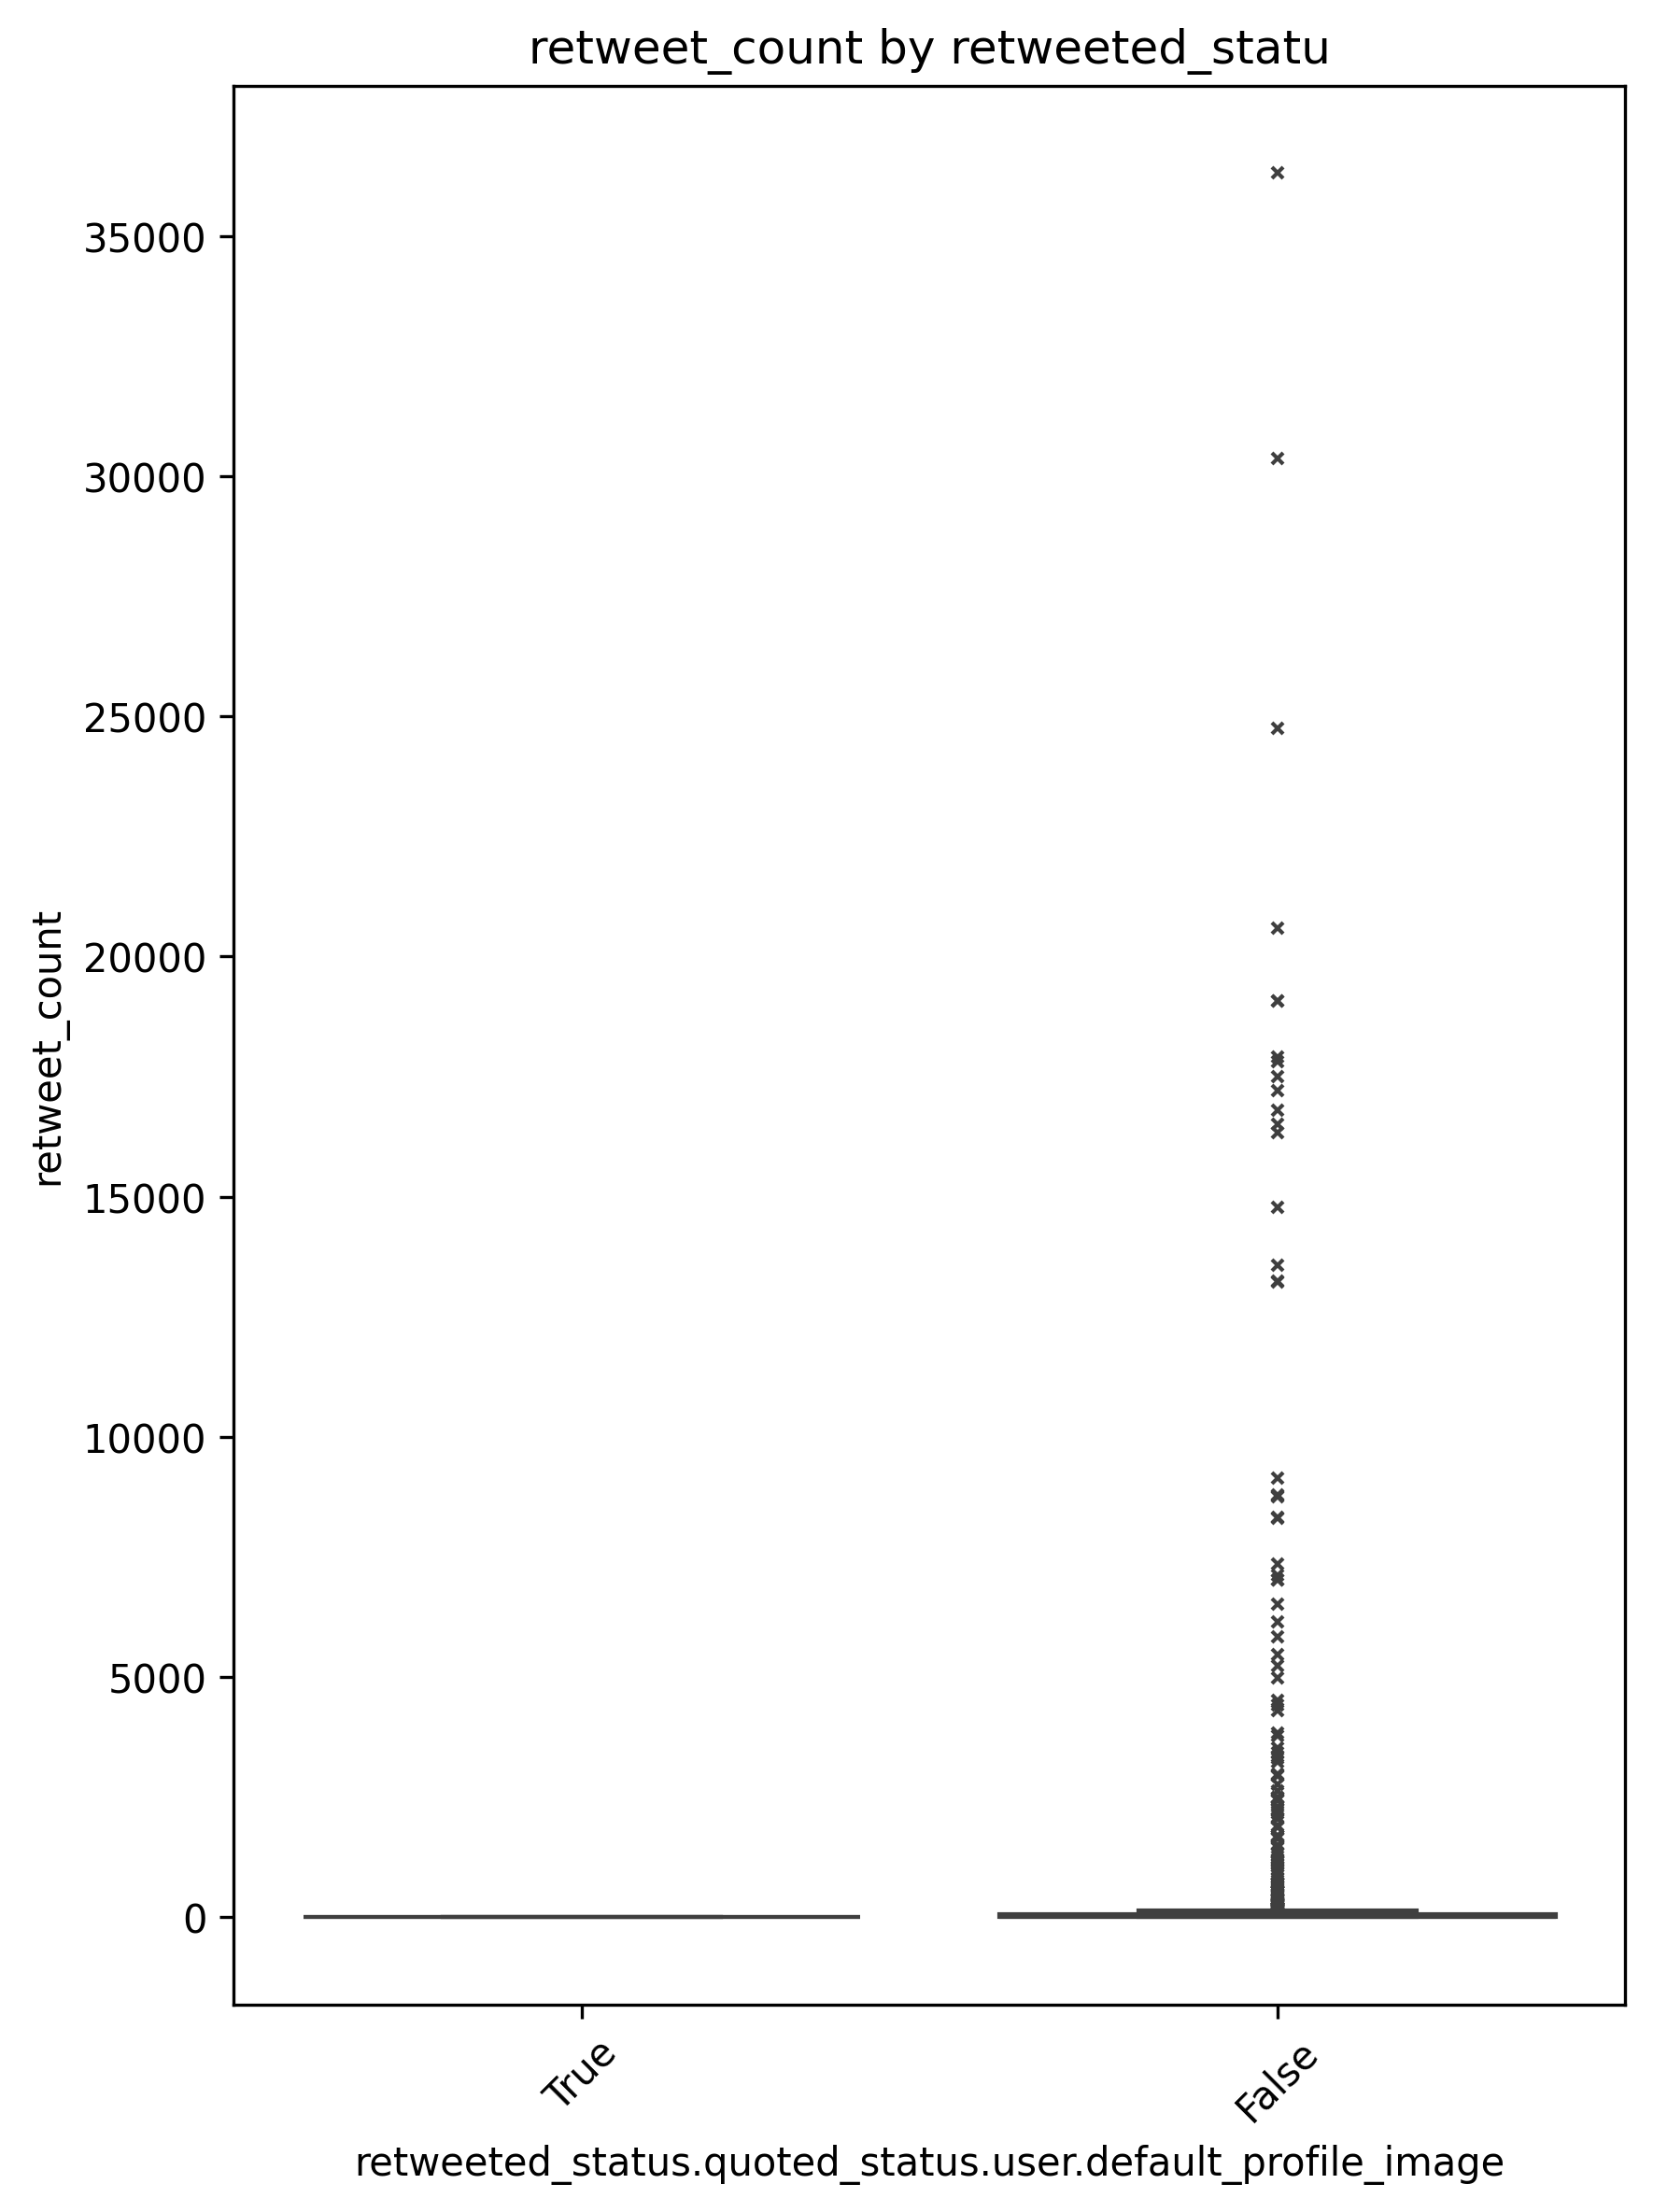 retweet_count by retweeted_statu
35000
30000
25000
20000
15000
10000
5000
0
retweet_count
True
False
retweeted_status.quoted_status.user.default_profile_image